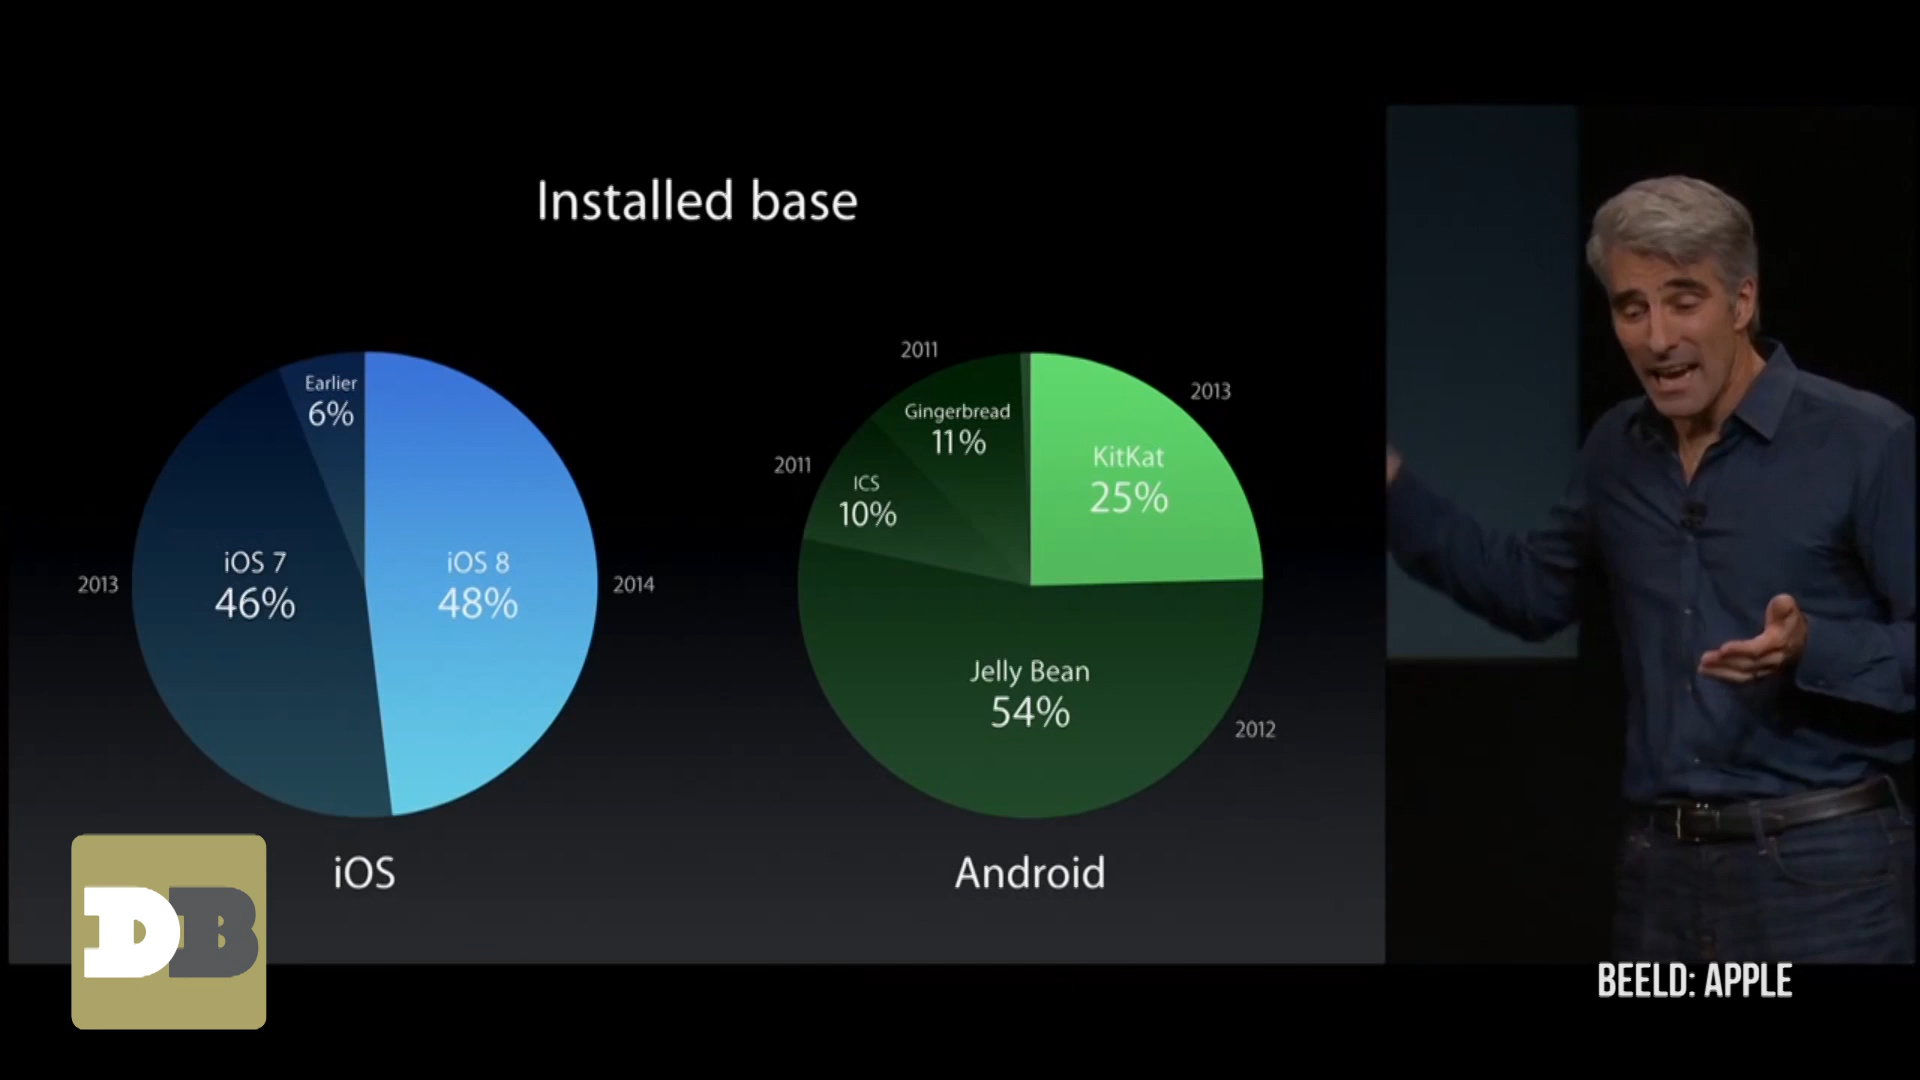 Installed base
Earlier
6%
iOS 7
46%
iOS 8
48%
2013
2014
iOS
2011
2013
Gingerbread
11%
KitKat
25%
2011
ICS
10%
Jelly Bean
54%
2012
Android
DB
BEELD: APPLE